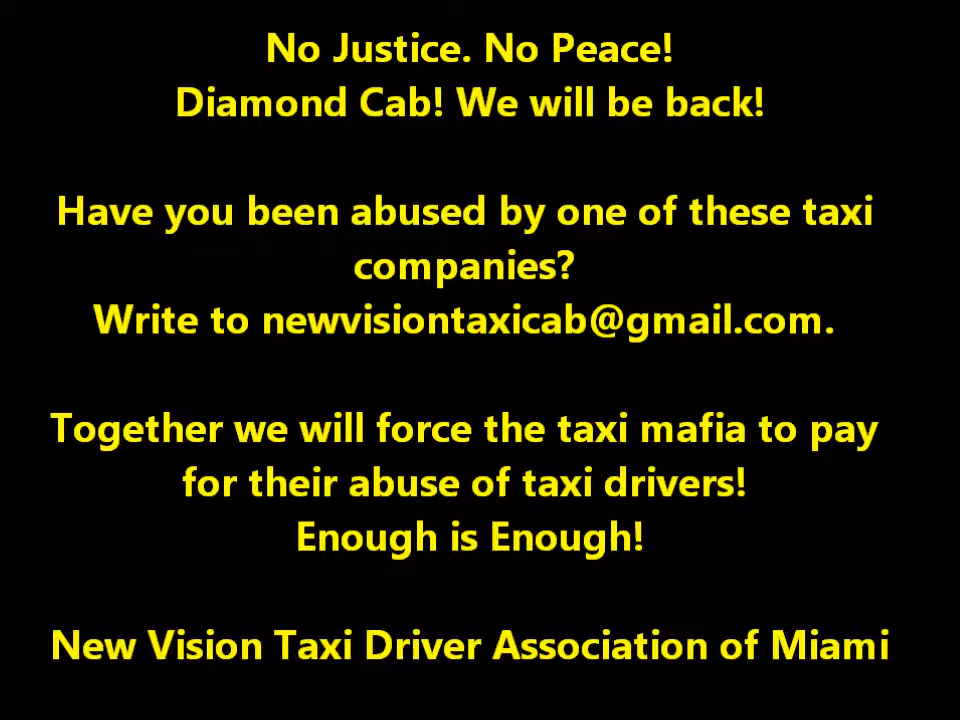 No Justice. No Peace!
Diamond Cab! We will be back!
Have you been abused by one of these taxi
companies?
Write to newvisiontaxicab@gmail.com.
Together we will force the taxi mafia to pay
for their abuse of taxi drivers!
Enough is Enough!
New Vision Taxi Driver Association of Miami